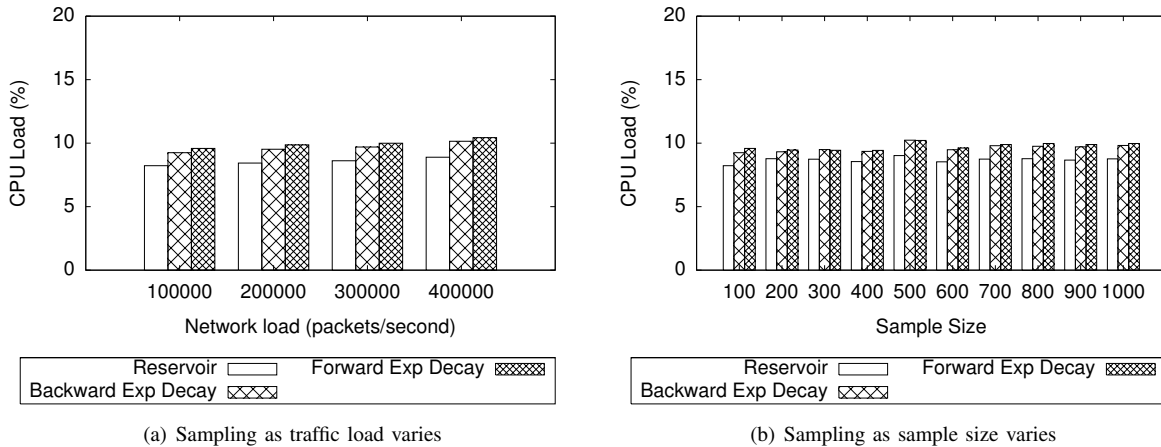 20
15
10
5
0
CPU Load (%)
100000 200000 300000 400000
Network load (packets/second)
Reservoir
Forward Exp Decay
Backward Exp Decay
(a) Sampling as traffic load varies
20
15
10
5
0
CPU Load (%)
100 200 300 400 500 600 700 800 900 1000
Sample Size
Reservoir
Forward Exp Decay
Backward Exp Decay
(b) Sampling as sample size varies